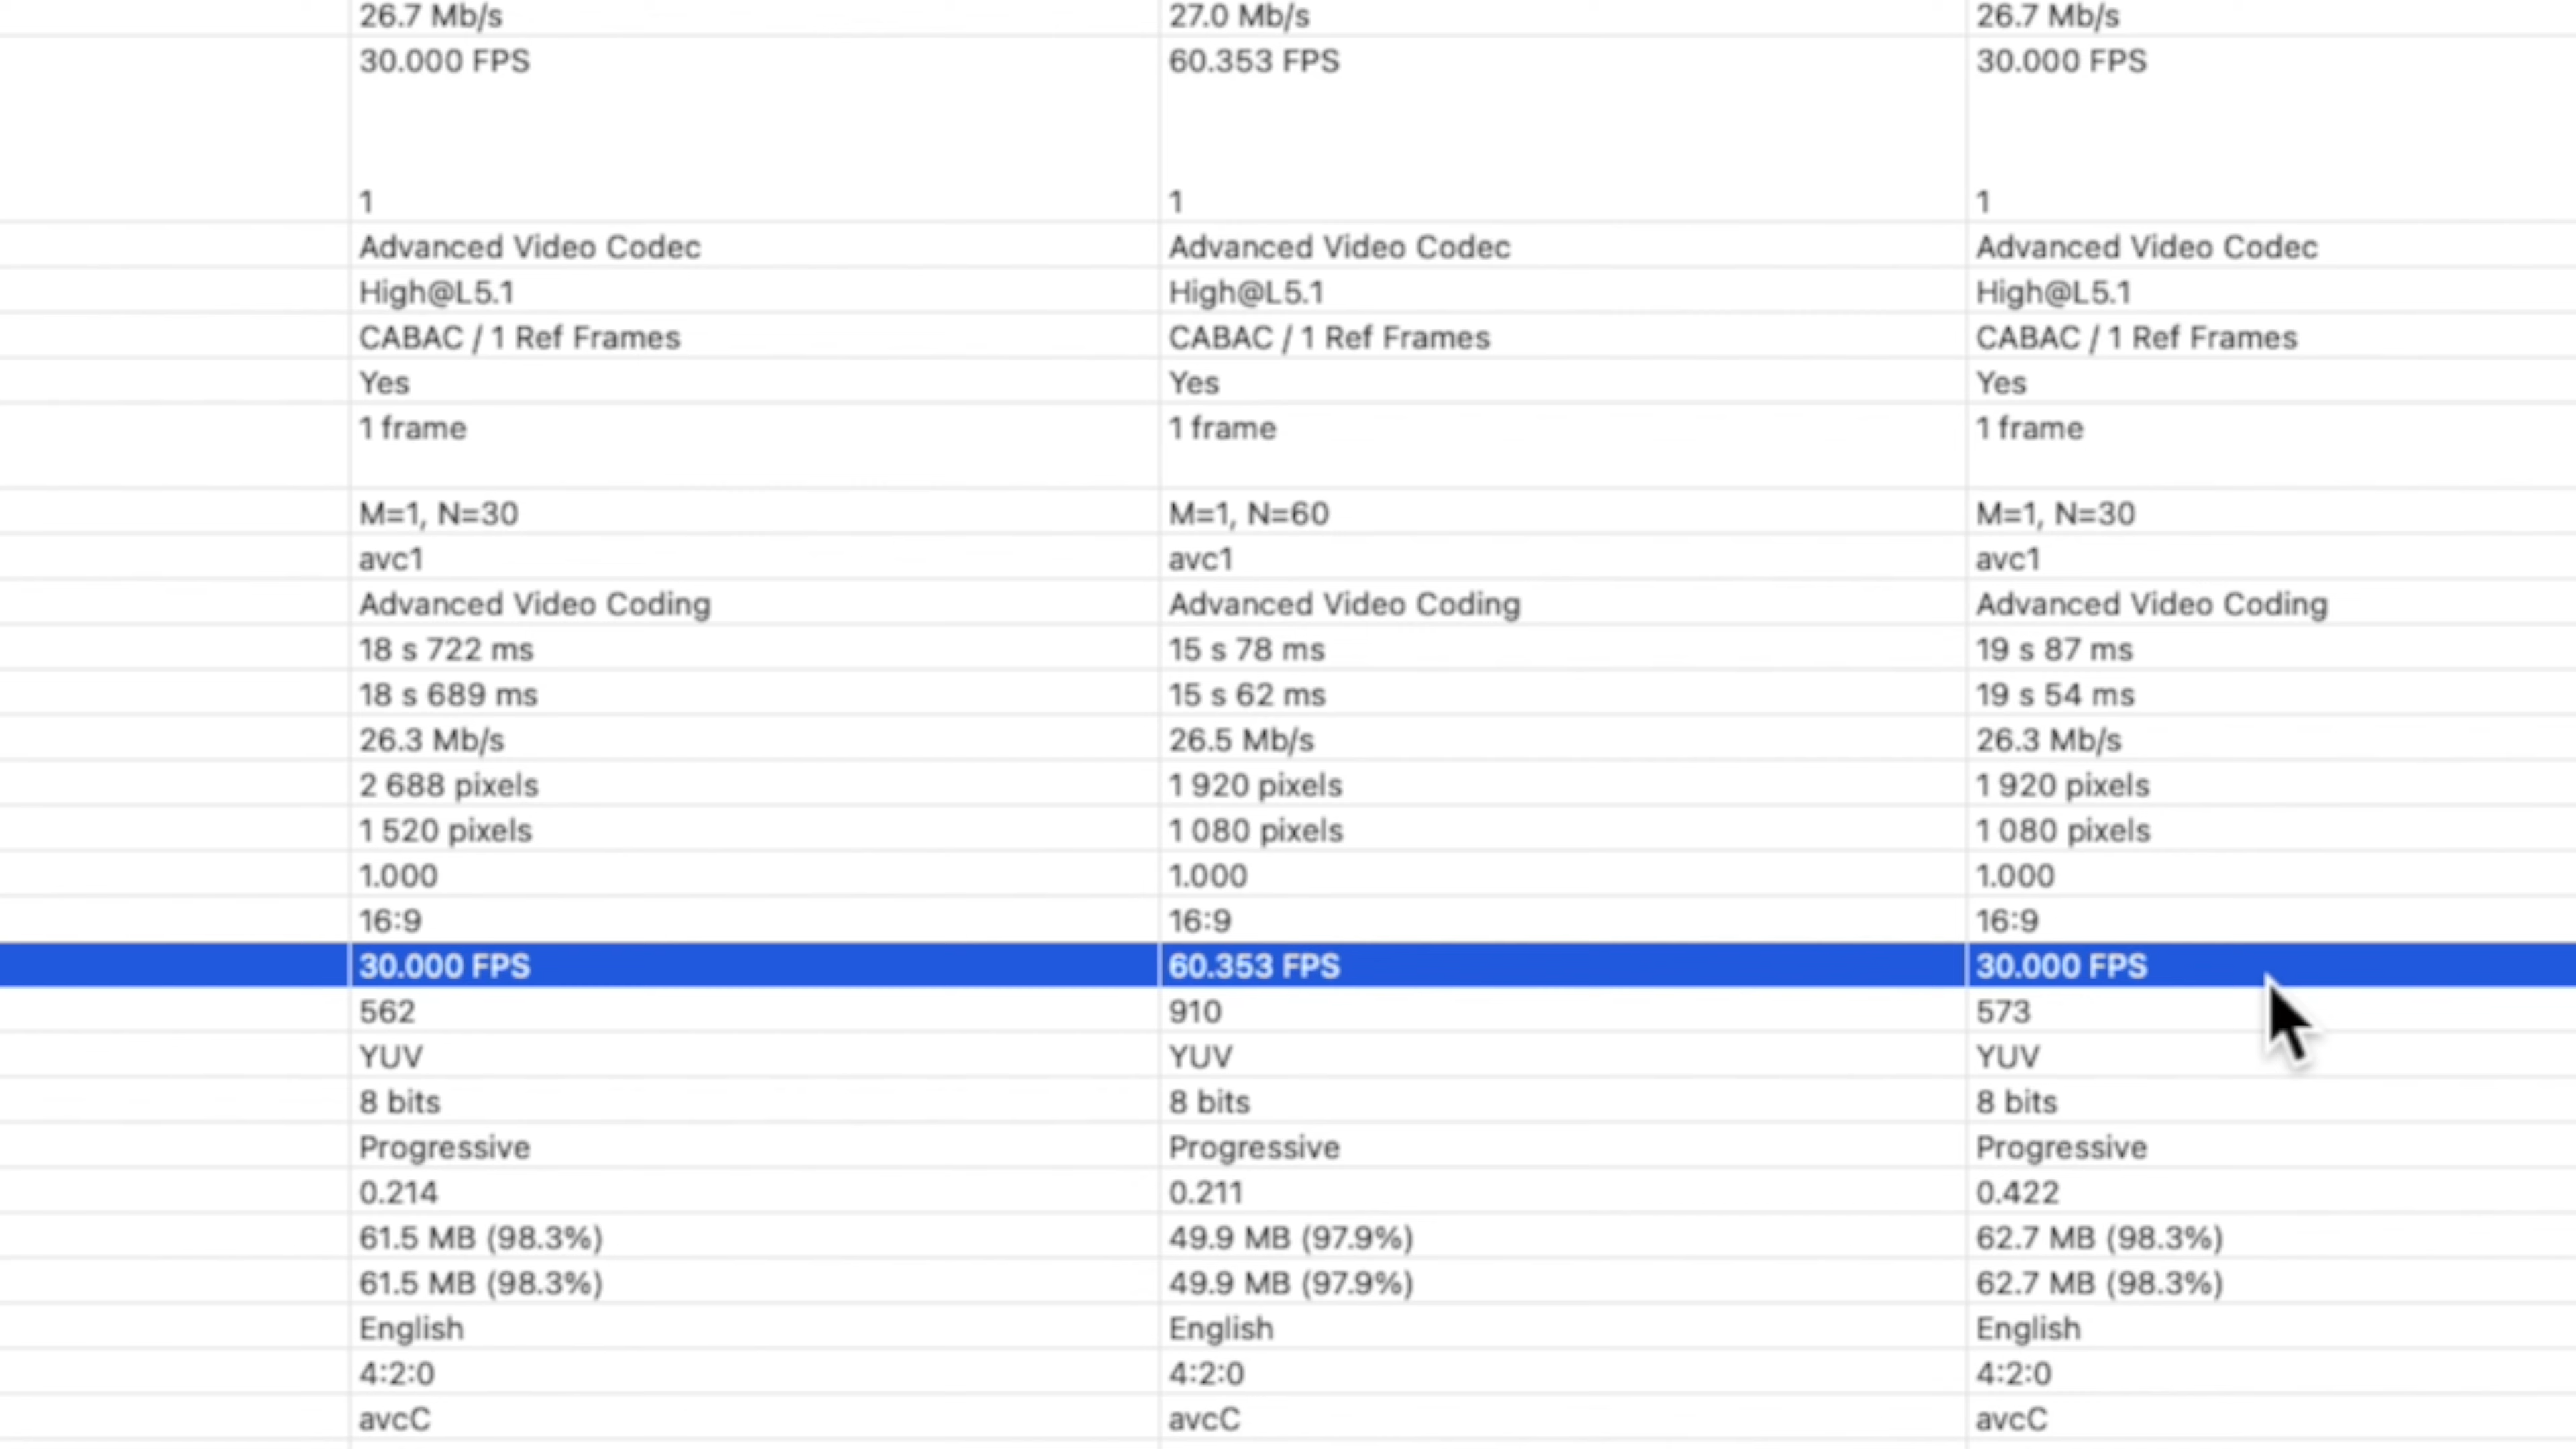 26.7 Mb/s 27.0 Mb/s 26.7 Mb/s
30.000 FPS 60.353 FPS 30.000 FPS
1 1 1
Advanced Video Codec Advanced Video Codec Advanced Video Codec
High@L5.1 High@L5.1 High@L5.1
CABAC / 1 Ref Frames CABAC / 1 Ref Frames CABAC / 1 Ref Frames
Yes Yes Yes
1 frame 1 frame 1 frame
M=1, N=30 M=1, N=60 M=1, N=30
avc1 avc1 avc1
Advanced Video Coding Advanced Video Coding Advanced Video Coding
18 s 722 ms 15 s 78 ms 19 s 87 ms
18 s 689 ms 15 s 62 ms 19 s 54 ms
26.3 Mb/s 26.5 Mb/s 26.3 Mb/s
2 688 pixels 1 920 pixels 1 920 pixels
1 520 pixels 1 080 pixels 1 080 pixels
1.000 1.000 1.000
16:9 16:9 16:9
30.000 FPS 60.353 FPS 30.000 FPS
562 910 573
YUV YUV YUV
8 bits 8 bits 8 bits
Progressive Progressive Progressive
0.214 0.211 0.422
61.5 MB (98.3%) 49.9 MB (97.9%) 62.7 MB (98.3%)
61.5 MB (98.3%) 49.9 MB (97.9%) 62.7 MB (98.3%)
English English English
4:2:0 4:2:0 4:2:0
avcC avcC avcC